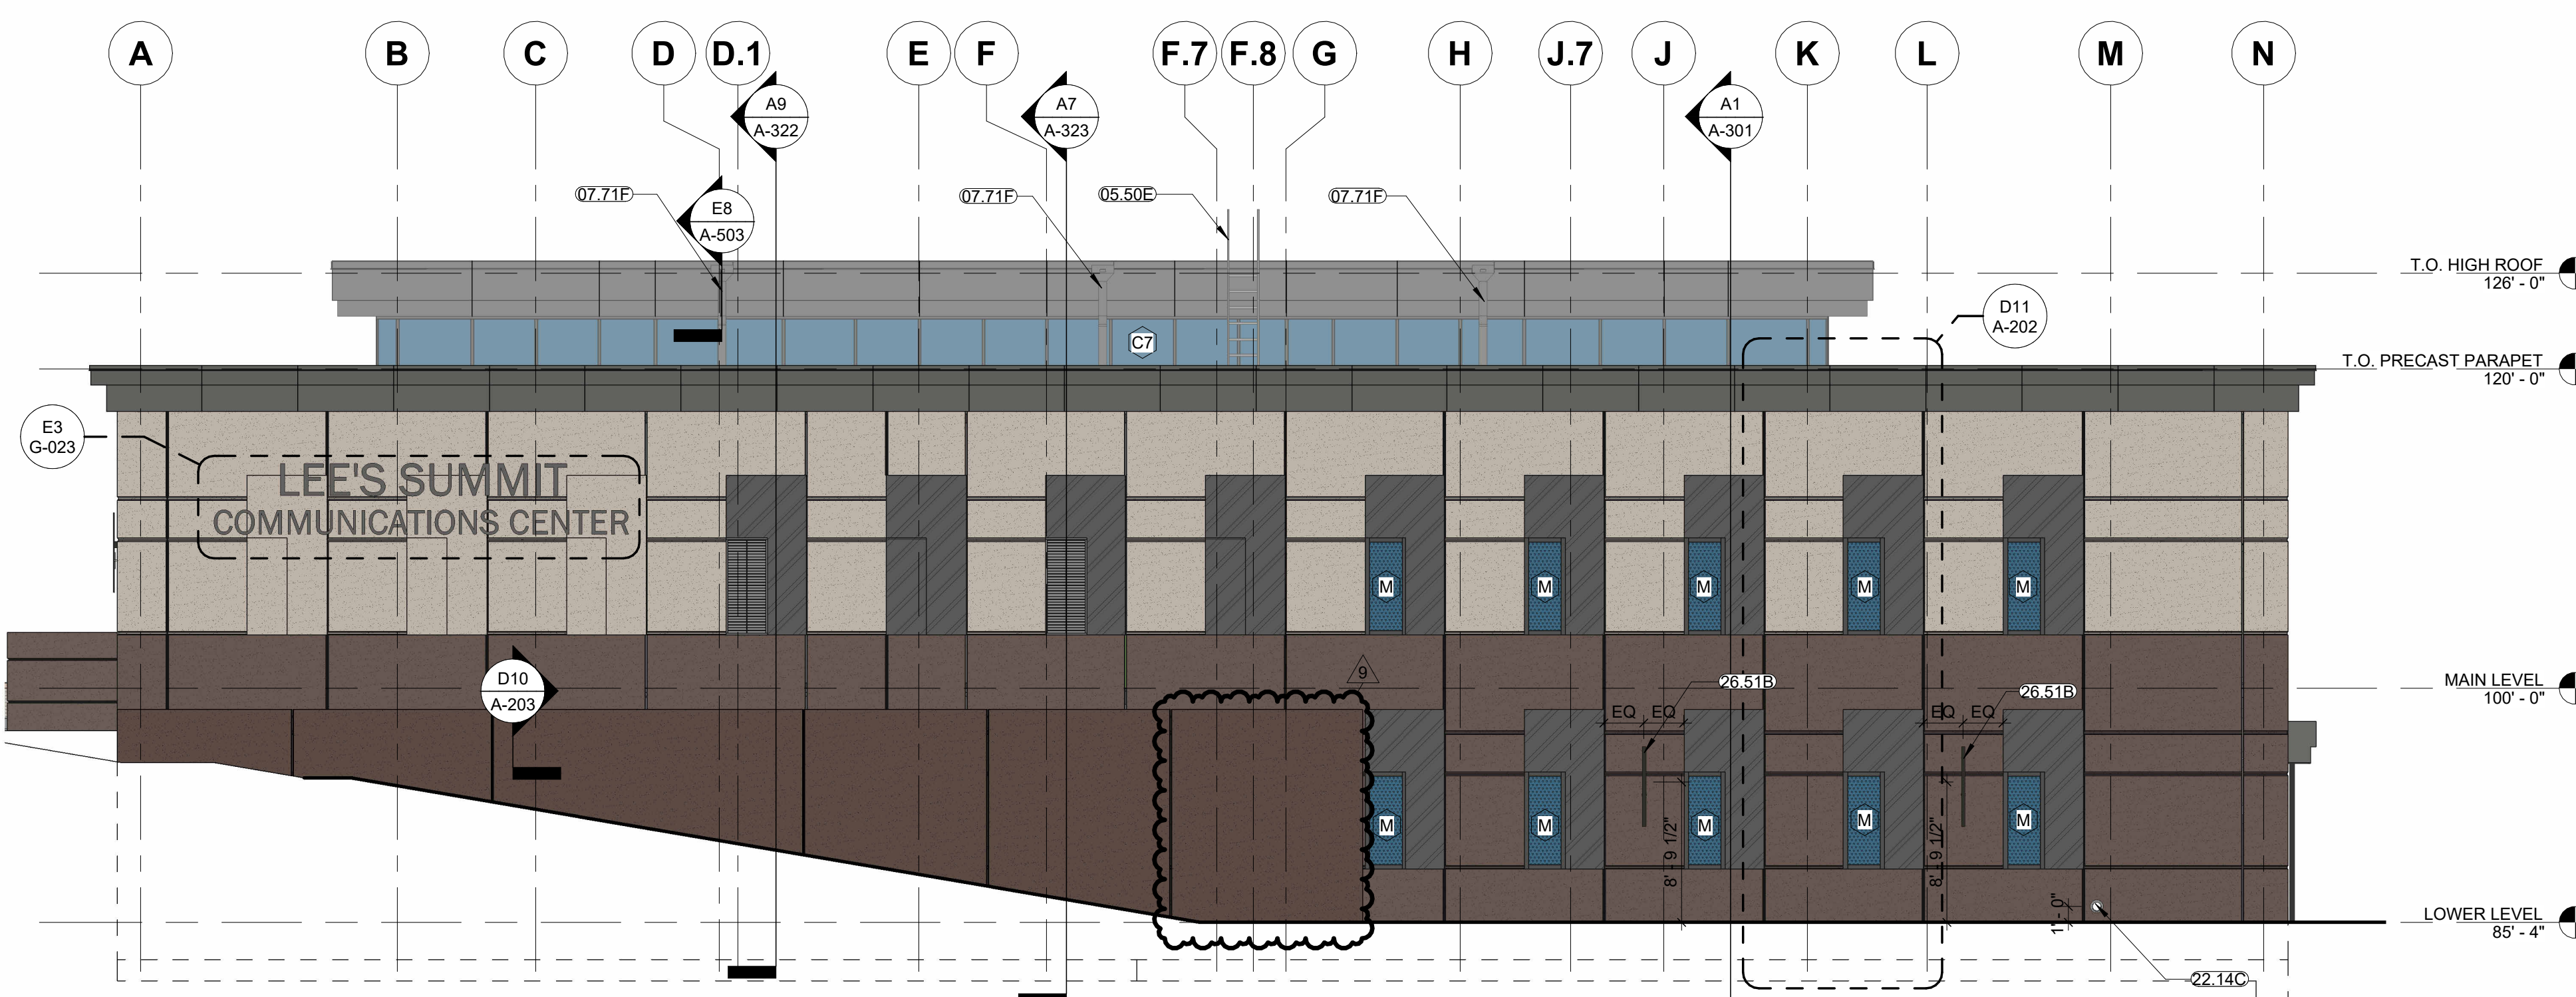 A B C D D.1 E F F.7 F.8 G H J.7 J K L M N
A9
A-322
A7
A-323
A1
A-301
07.71F
E8
A-503
07.71F
05.50E
07.71F
T.O. HIGH ROOF
126' - 0"
D11
A-202
C7
T.O. PRECAST PARAPET
120' - 0"
E3
G-023
LEE'S SUMMIT
COMMUNICATIONS CENTER
M M M M M
D10
A-203
9
26.51B
26.51B
MAIN LEVEL
100' - 0"
EQ EQ
EQ EQ
M M M M M
8' - 9 1/2"
8' - 9 1/2"
1' - 0"
LOWER LEVEL
85' - 4"
22.14C